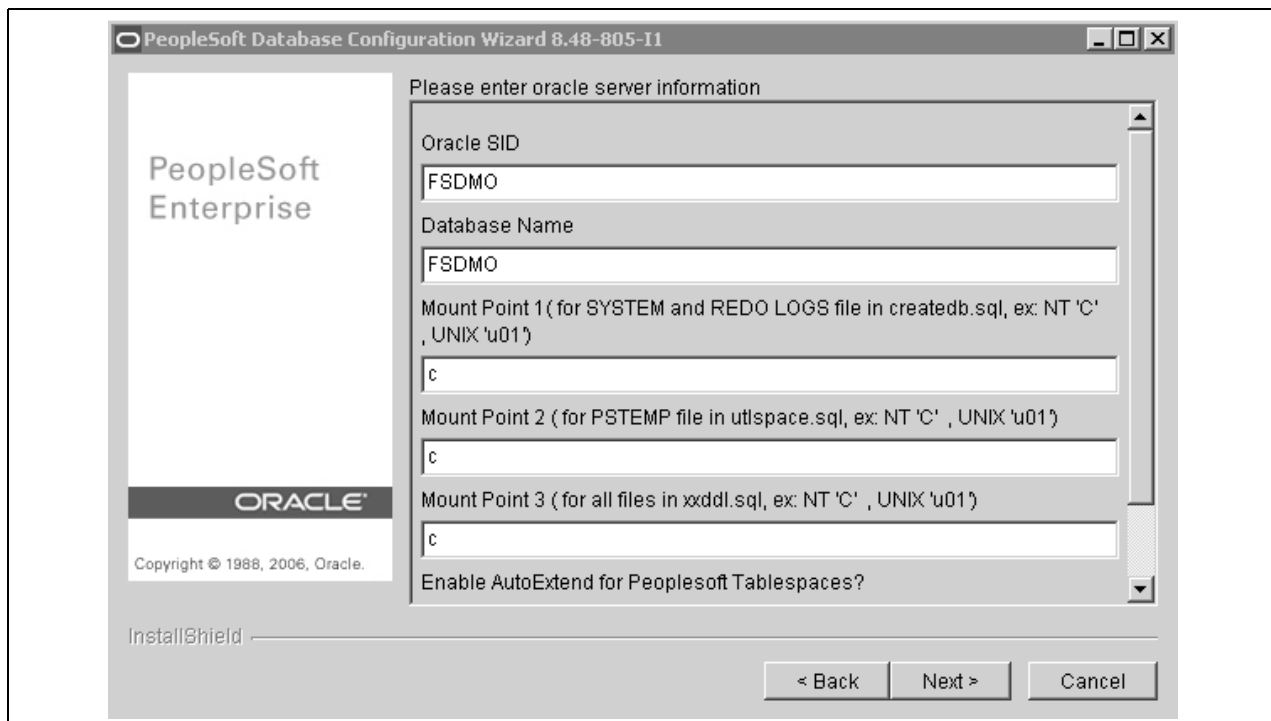 PeopleSoft Database Configuration Wizard 8.48-805-I1
PeopleSoft
Enterprise
ORACLE®
Copyright © 1988, 2006, Oracle.
Please enter oracle server information
Oracle SID
FSDMO
Database Name
FSDMO
Mount Point 1( for SYSTEM and REDO LOGS file in createdb.sql, ex: NT 'C'
, UNIX 'u01')
c
Mount Point 2 ( for PSTEMP file in utlspace.sql, ex: NT 'C' , UNIX 'u01')
c
Mount Point 3 ( for all files in xxddl.sql, ex: NT 'C' , UNIX 'u01')
c
Enable AutoExtend for Peoplesoft Tablespaces?
InstallShield
< Back
Next >
Cancel